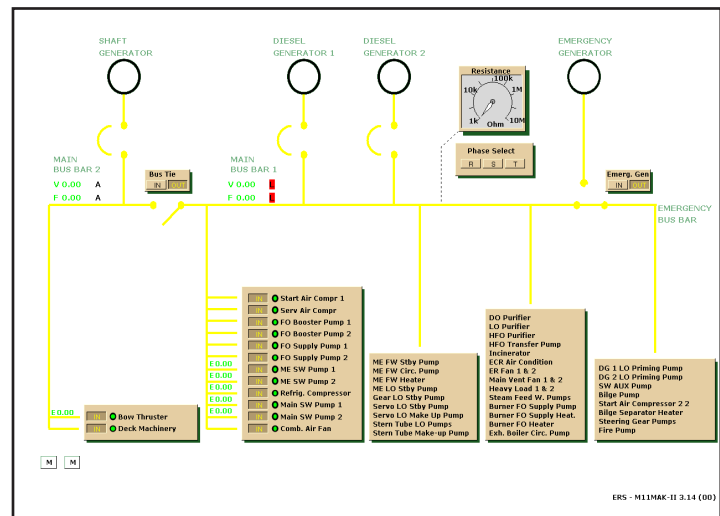 SHAFT
GENERATOR
DIESEL
GENERATOR 1
DIESEL
GENERATOR 2
EMERGENCY
GENERATOR
Resistance
100k
10k
1M
1k
10M
Ohm
Phase Select
R S T
MAIN
BUS BAR 2
Bus Tie
IN OUT
MAIN
BUS BAR 1
Emerg. Gen
IN OUT
V 0.00 A
F 0.00 A
V 0.00 L
F 0.00 L
EMERGENCY
BUS BAR
IN Start Air Compr 1
IN Serv Air Compr
IN FO Booster Pump 1
IN FO Booster Pump 2
IN FO Supply Pump 1
IN FO Supply Pump 2
E 0.00 IN ME SW Pump 1
E 0.00 IN ME SW Pump 2
E 0.00 IN Refrig. Compressor
E 0.00 IN Main SW Pump 1
E 0.00 IN Main SW Pump 2
IN Comb. Air Fan
E 0.00 IN Bow Thruster
IN Deck Machinery
ME FW Stby Pump
ME FW Circ. Pump
ME FW Heater
ME LO Stby Pump
Gear LO Stby Pump
Servo LO Stby Pump
Servo LO Make Up Pump
Stern Tube LO Pumps
Stern Tube Make-up Pump
DO Purifier
LO Purifier
HFO Purifier
HFO Transfer Pump
Incinerator
ECR Air Condition
ER Fan 1 & 2
Main Vent Fan 1 & 2
Heavy Load 1 & 2
Steam Feed W. Pumps
Burner FO Supply Pump
Burner FO Supply Heat.
Burner FO Heater
Exh. Boiler Circ. Pump
DG 1 LO Priming Pump
DG 2 LO Priming Pump
SW AUX Pump
Bilge Pump
Start Air Compressor 2 2
Bilge Separator Heater
Steering Gear Pumps
Fire Pump
M M
ERS - M11MAK-II 3.14 (00)